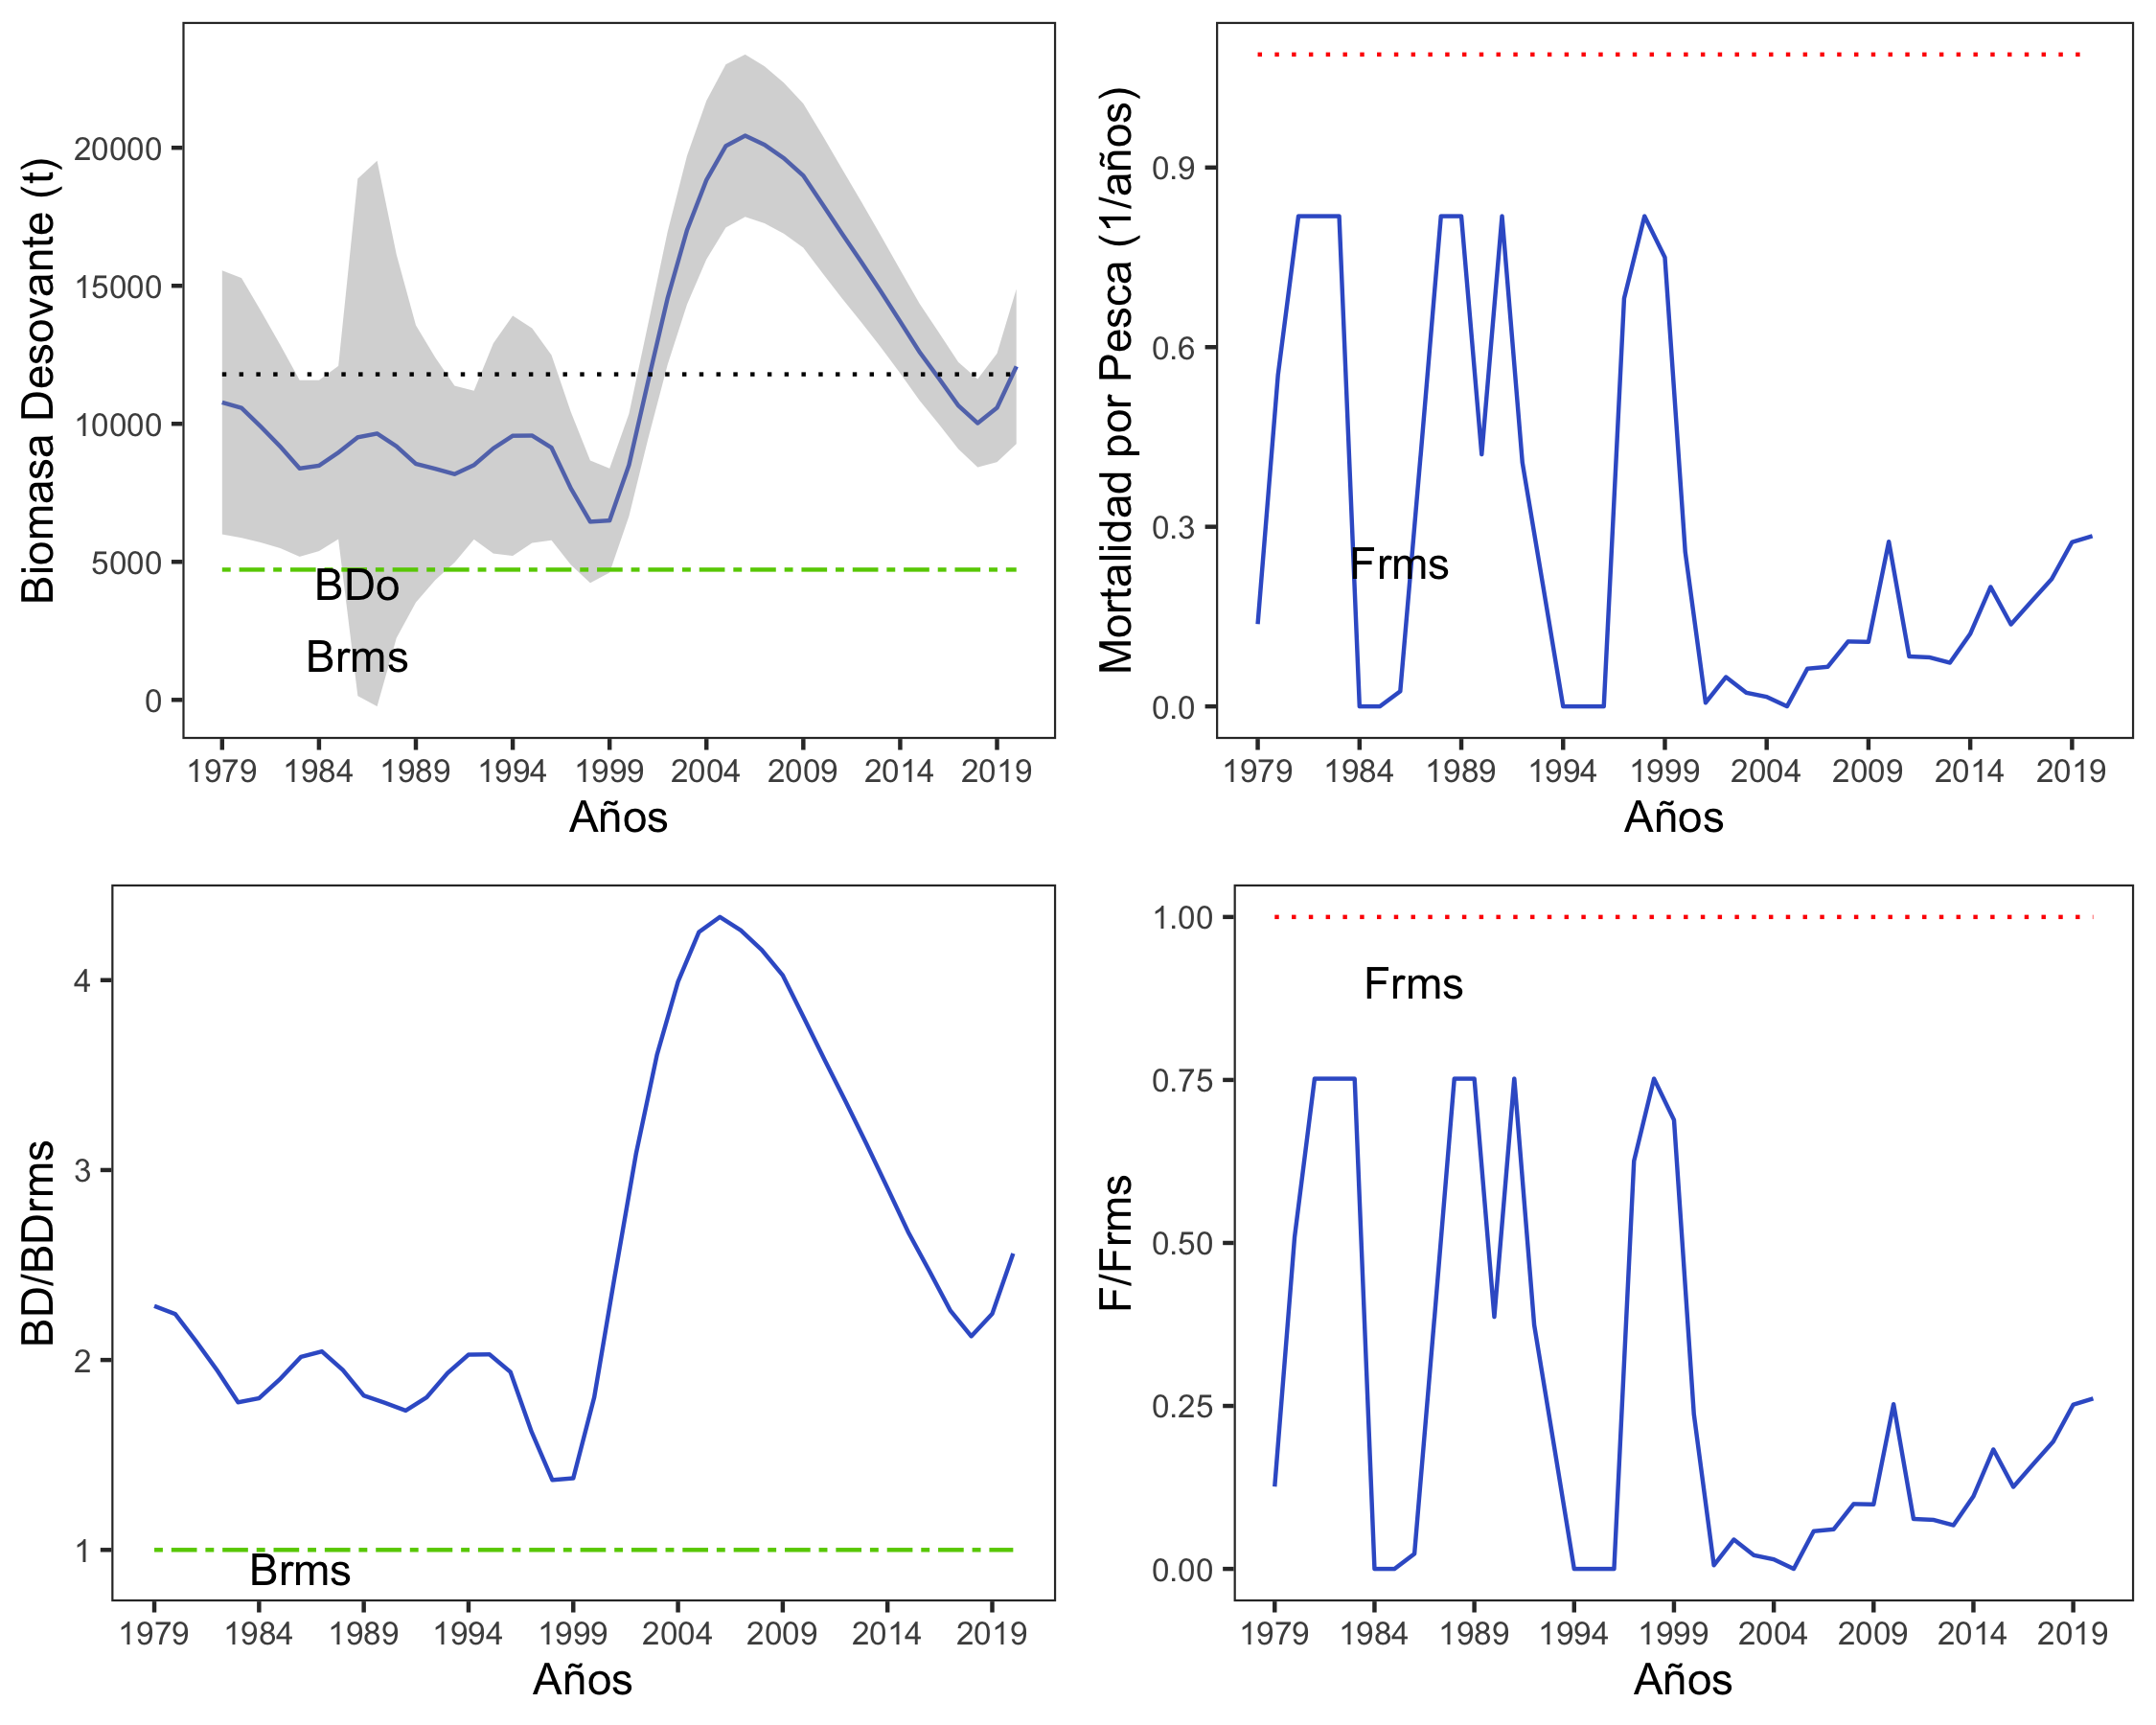 Biomasa Desovante (t)
20000
15000
10000
5000
0
BDo
Brms
1979 1984 1989 1994 1999 2004 2009 2014 2019
Años
Mortalidad por Pesca (1/años)
0.9
0.6
0.3
0.0
Frms
1979 1984 1989 1994 1999 2004 2009 2014 2019
Años
BD/BDrms
4
3
2
1
Brms
1979 1984 1989 1994 1999 2004 2009 2014 2019
Años
F/Frms
1.00
0.75
0.50
0.25
0.00
Frms
1979 1984 1989 1994 1999 2004 2009 2014 2019
Años